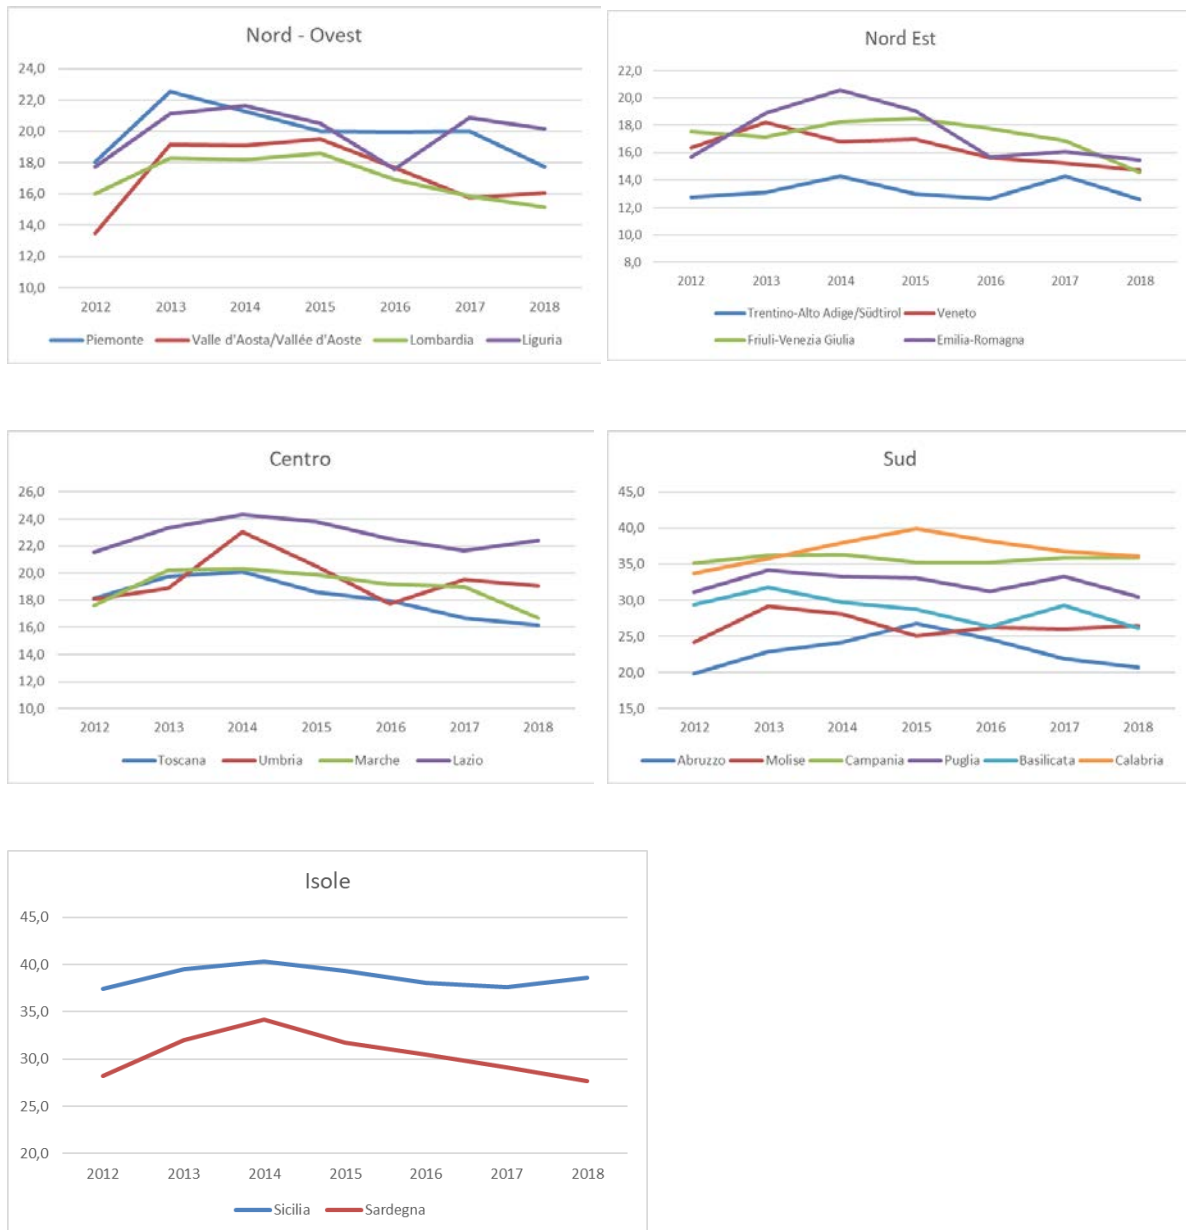 Nord - Ovest
24,0
22,0
20,0
18,0
16,0
14,0
12,0
10,0
2012 2013 2014 2015 2016 2017 2018
Piemonte Valle d'Aosta/Vallée d'Aoste Lombardia Liguria
Nord Est
22,0
20,0
18,0
16,0
14,0
12,0
10,0
8,0
2012 2013 2014 2015 2016 2017 2018
Trentino-Alto Adige/Südtirol Veneto
Friuli-Venezia Giulia Emilia-Romagna
Centro
26,0
24,0
22,0
20,0
18,0
16,0
14,0
12,0
10,0
2012 2013 2014 2015 2016 2017 2018
Toscana Umbria Marche Lazio
Sud
45,0
40,0
35,0
30,0
25,0
20,0
15,0
2012 2013 2014 2015 2016 2017 2018
Abruzzo Molise Campania Puglia Basilicata Calabria
Isole
45,0
40,0
35,0
30,0
25,0
20,0
2012 2013 2014 2015 2016 2017 2018
Sicilia Sardegna